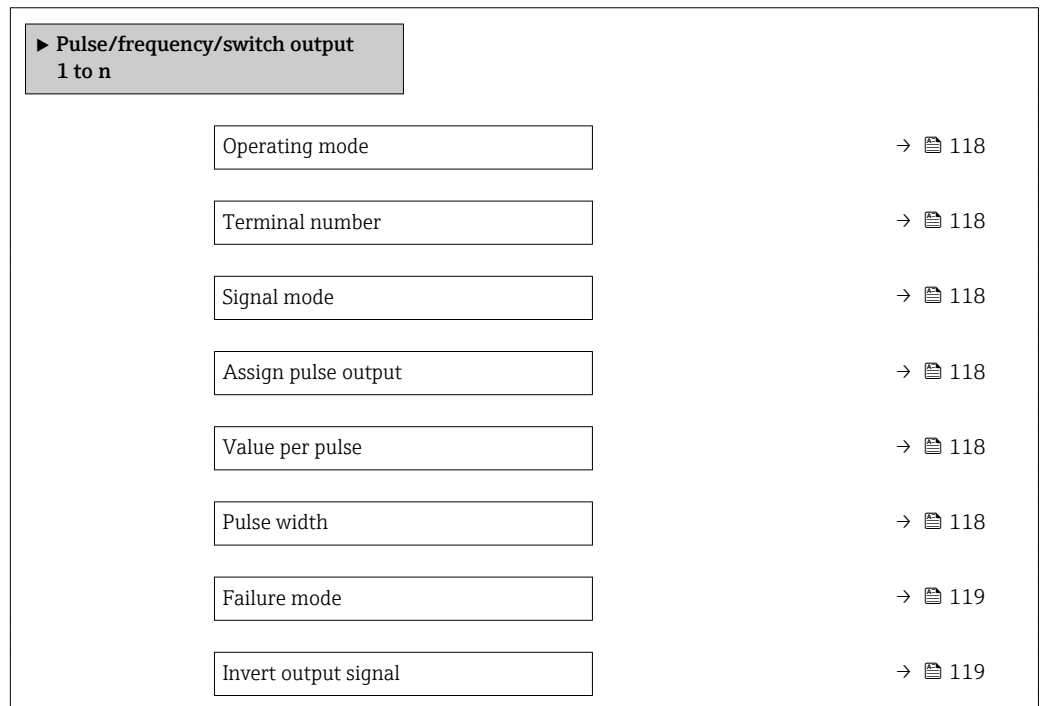 ▶ Pulse/frequency/switch output
1 to n
Operating mode → 🖺 118
Terminal number → 🖺 118
Signal mode → 🖺 118
Assign pulse output → 🖺 118
Value per pulse → 🖺 118
Pulse width → 🖺 118
Failure mode → 🖺 119
Invert output signal → 🖺 119